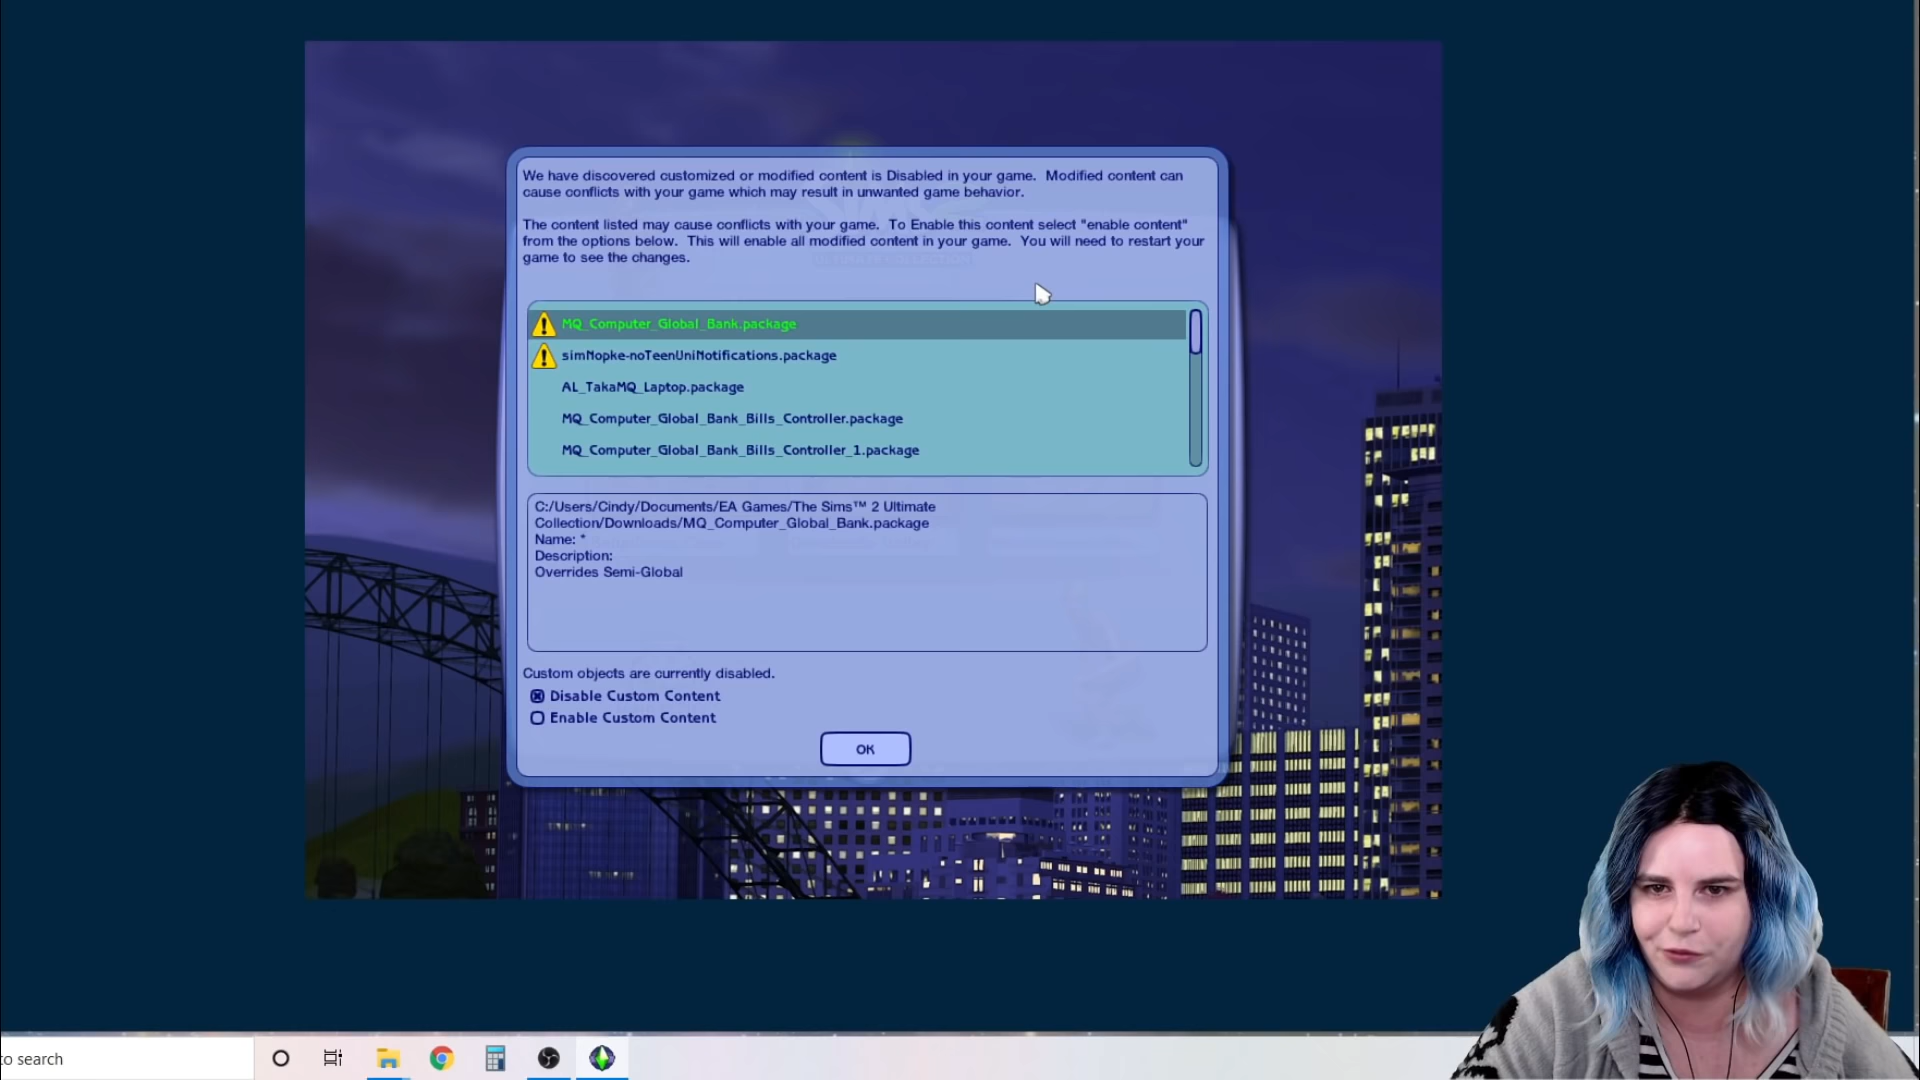 We have discovered customized or modified content is Disabled in your game.  Modified content can
cause conflicts with your game which may result in unwanted game behavior.
The content listed may cause conflicts with your game.  To Enable this content select "enable content"
from the options below.  This will enable all modified content in your game.  You will need to restart your
game to see the changes.
MQ_Computer_Global_Bank.package
simNopke-noTeenUniNotifications.package
AL_TakaMQ_Laptop.package
MQ_Computer_Global_Bank_Bills_Controller.package
MQ_Computer_Global_Bank_Bills_Controller_1.package
C:/Users/Cindy/Documents/EA Games/The Sims™ 2 Ultimate
Collection/Downloads/MQ_Computer_Global_Bank.package
Name: *
Description:
Overrides Semi-Global
Custom objects are currently disabled.
Disable Custom Content
Enable Custom Content
OK
to search